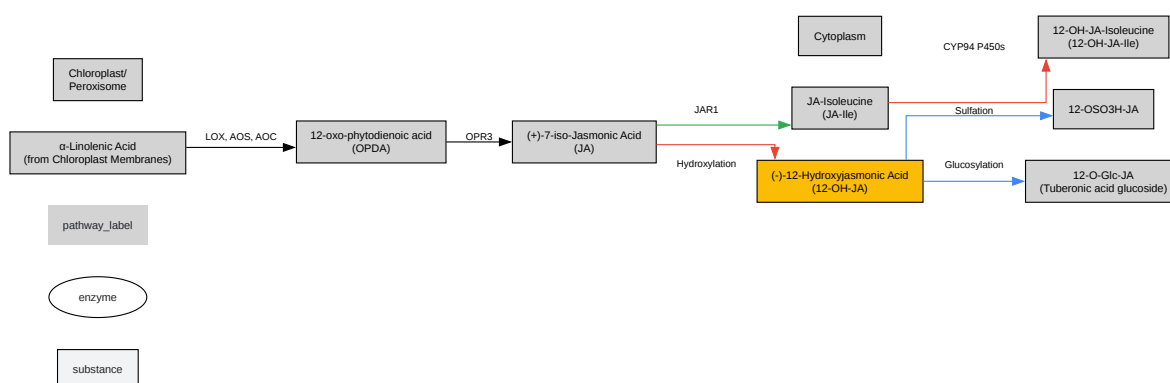 Chloroplast/
Peroxisome
α-Linolenic Acid
(from Chloroplast Membranes)
LOX, AOS, AOC
12-oxo-phytodienoic acid
(OPDA)
OPR3
(+)-7-iso-Jasmonic Acid
(JA)
JAR1
Hydroxylation
Cytoplasm
JA-Isoleucine
(JA-Ile)
(-)-12-Hydroxyjasmonic Acid
(12-OH-JA)
CYP94 P450s
Sulfation
Glucosylation
12-OH-JA-Isoleucine
(12-OH-JA-Ile)
12-OSO3H-JA
12-O-Glc-JA
(Tuberonic acid glucoside)
pathway_label
enzyme
substance